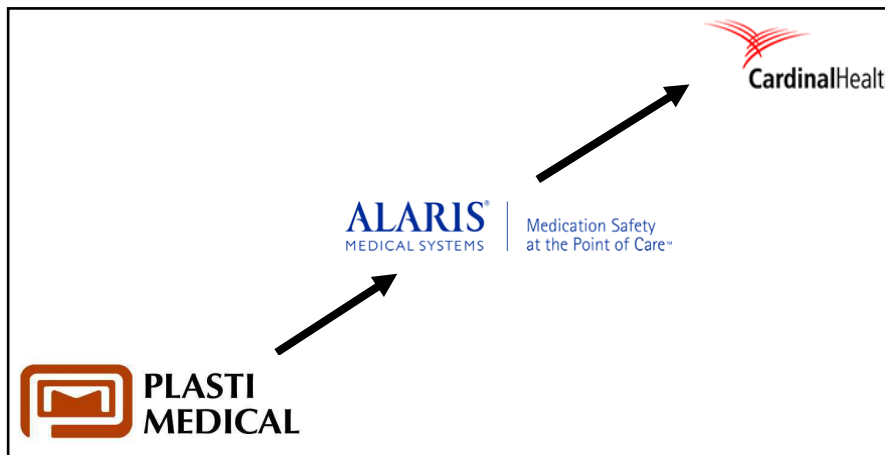 CardinalHealt
ALARIS®
MEDICAL SYSTEMS
Medication Safety
at the Point of Care™
PLASTI
MEDICAL